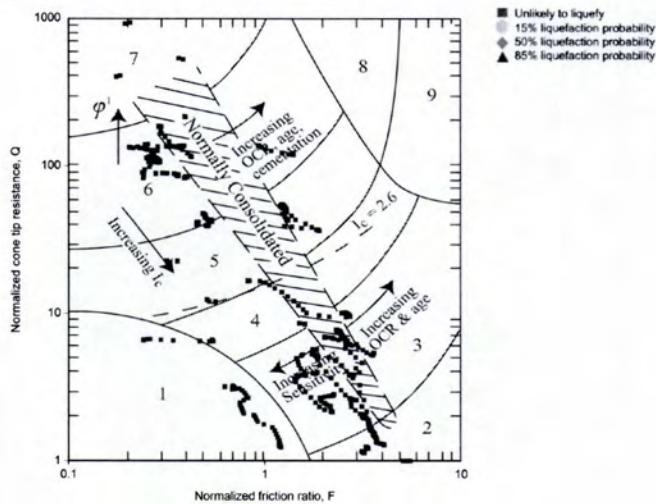 Unlikely to liquefy
15% liquefaction probability
50% liquefaction probability
85% liquefaction probability
Normalized cone tip resistance, Q
1000
100
10
1
7
8
9
φ'
Increasing
OCR, age,
cementation
Normally Consolidated
6
Increasing Ic
Ic = 2.6
5
4
Increasing
OCR & age
3
Increasing
Sensitivity
1
2
0.1
1
10
Normalized friction ratio, F